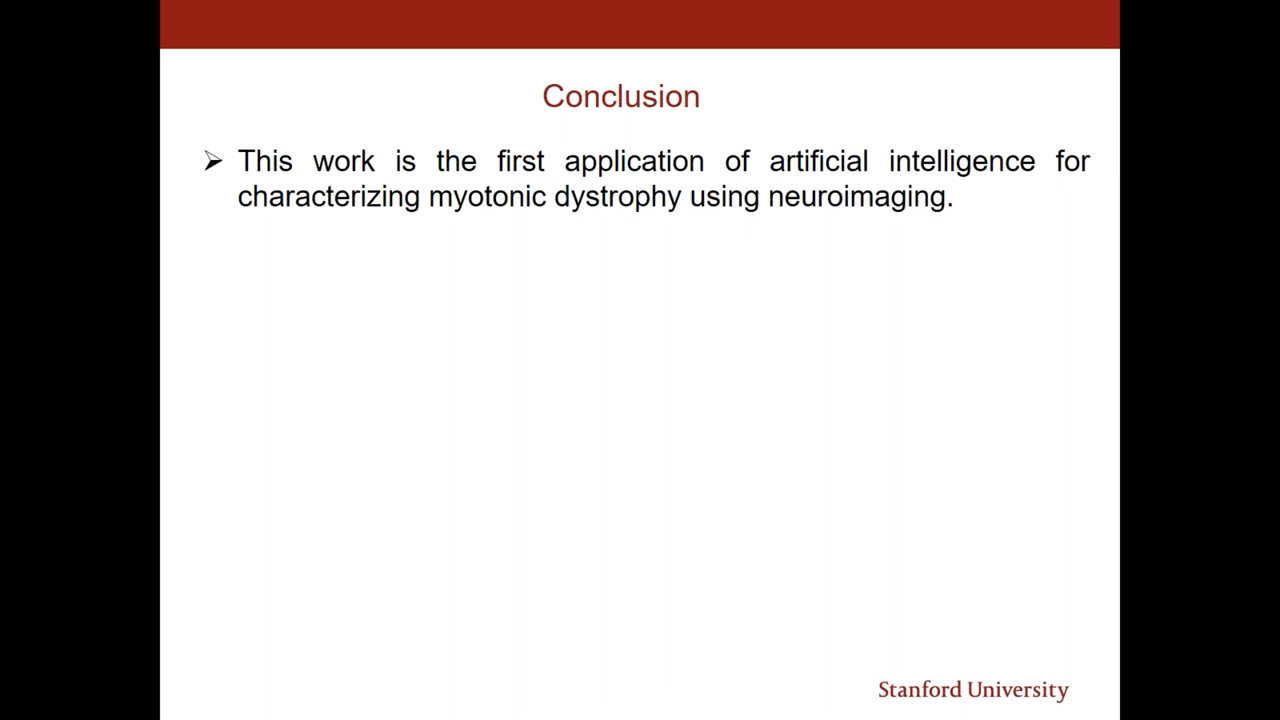 Conclusion
This work is the first application of artificial intelligence for
characterizing myotonic dystrophy using neuroimaging.
Stanford University